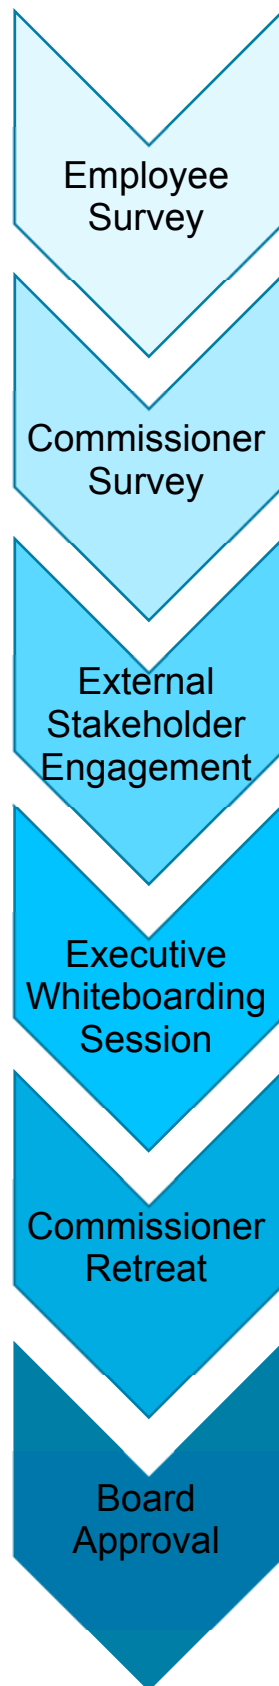 Employee
Survey
Commissioner
Survey
External
Stakeholder
Engagement
Executive
Whiteboarding
Session
Commissioner
Retreat
Board
Approval